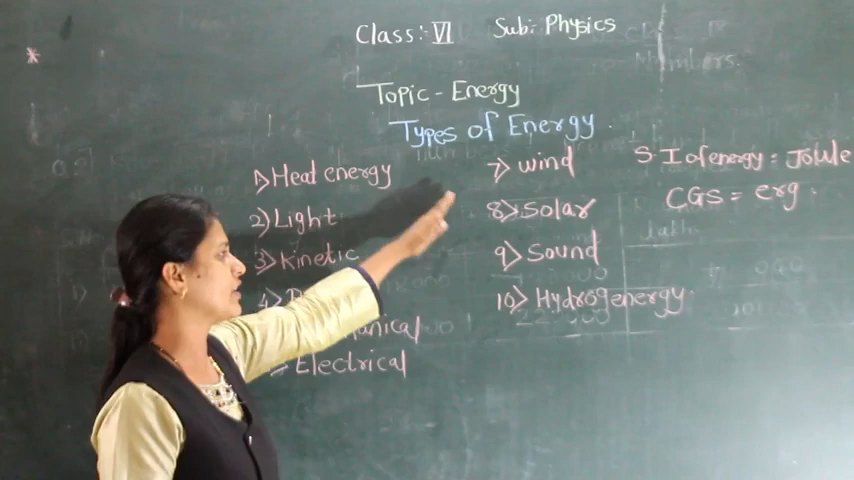 Class: VI Sub: Physics
Topic - Energy
Types of Energy
1) Heat energy
2) Light
3) Kinetic
4)
Electrical
7) wind
8) Solar
9) Sound
10) Hydrogenergy
S.I of energy = Joule
CGS = erg